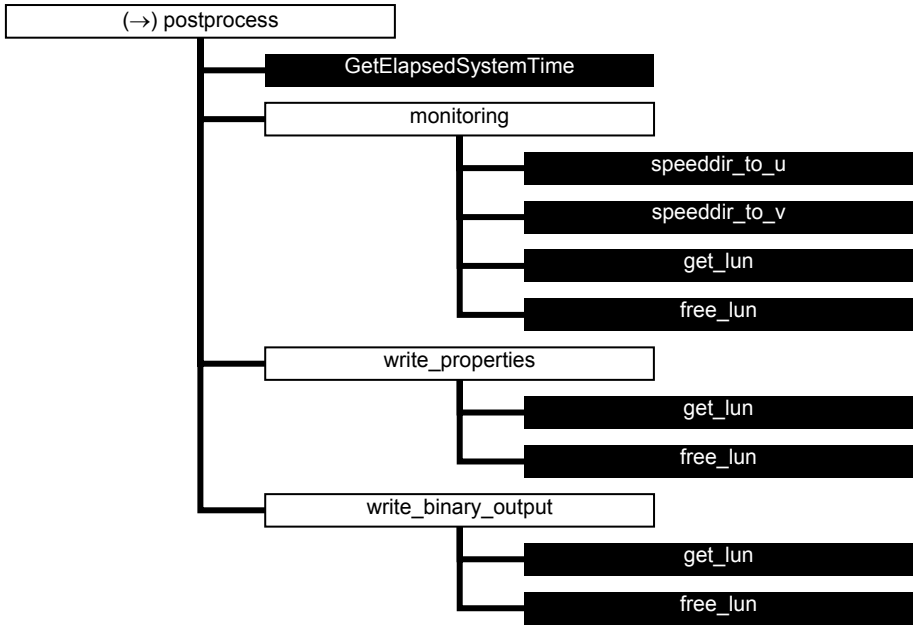 (→) postprocess
GetElapsedSystemTime
monitoring
speeddir_to_u
speeddir_to_v
get_lun
free_lun
write_properties
get_lun
free_lun
write_binary_output
get_lun
free_lun